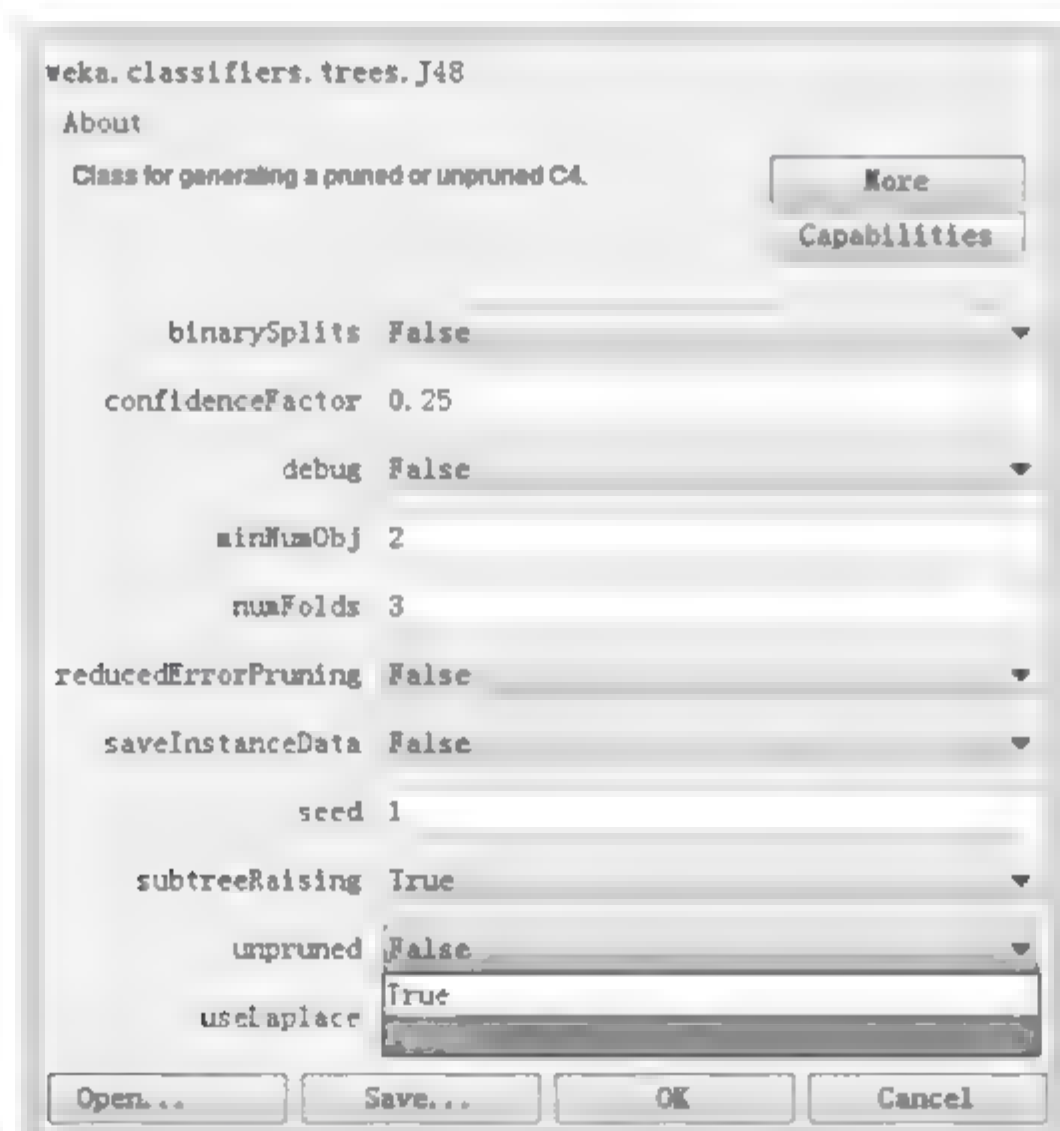 weka.classifiers.trees.J48
About
Class for generating a pruned or unpruned C4.
More
Capabilities
binarySplits False
confidenceFactor 0.25
debug False
minNumObj 2
numFolds 3
reducedErrorPruning False
saveInstanceData False
seed 1
subtreeRaising True
unpruned False
True
useLaplace
Open... Save... OK Cancel